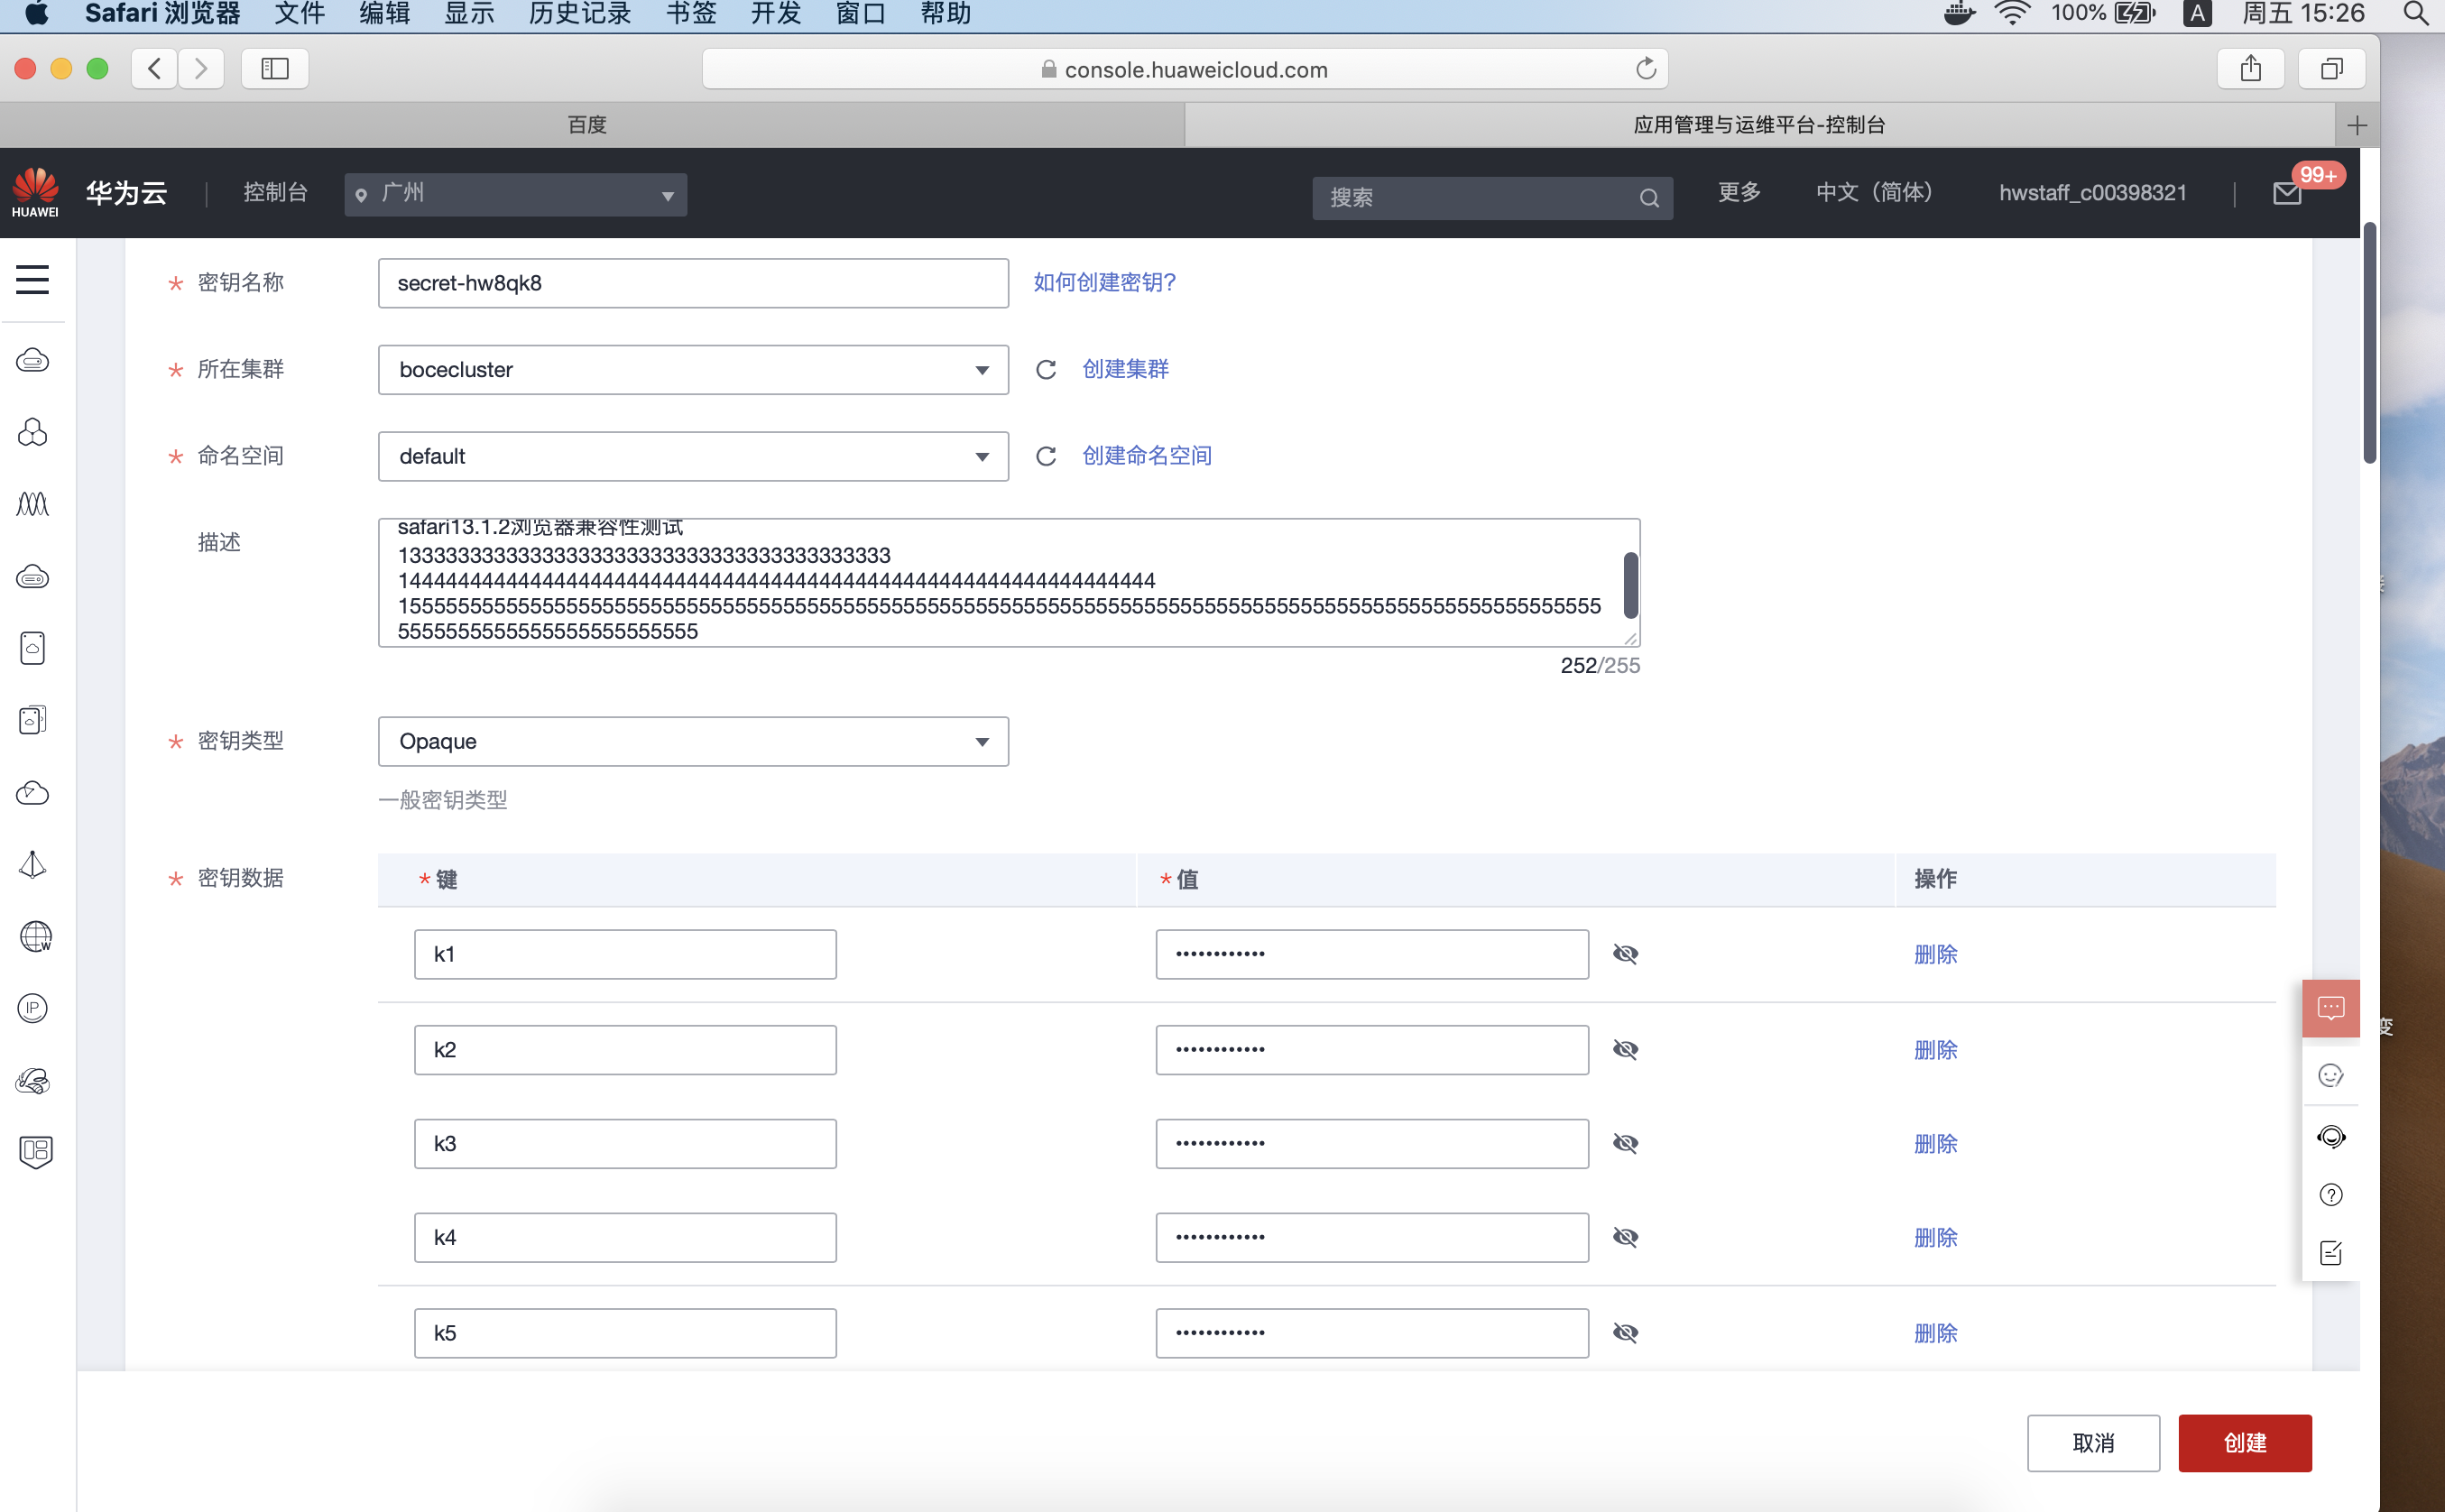 Safari 浏览器 文件 编辑 显示 历史记录 书签 开发 窗口 帮助 100% A 周五 15:26
console.huaweicloud.com
百度 应用管理与运维平台-控制台
HUAWEI 华为云 控制台 广州 搜索 更多 中文（简体） hwstaff_c00398321 99+
* 密钥名称 secret-hw8qk8 如何创建密钥?
* 所在集群 bocecluster 创建集群
* 命名空间 default 创建命名空间
描述 safari13.1.2浏览器兼容性测试
252/255
* 密钥类型 Opaque
一般密钥类型
* 密钥数据 * 键 * 值 操作
k1 •••••••••••• 删除
k2 •••••••••••• 删除
k3 •••••••••••• 删除
k4 •••••••••••• 删除
k5 •••••••••••• 删除
W
IP
取消 创建
变